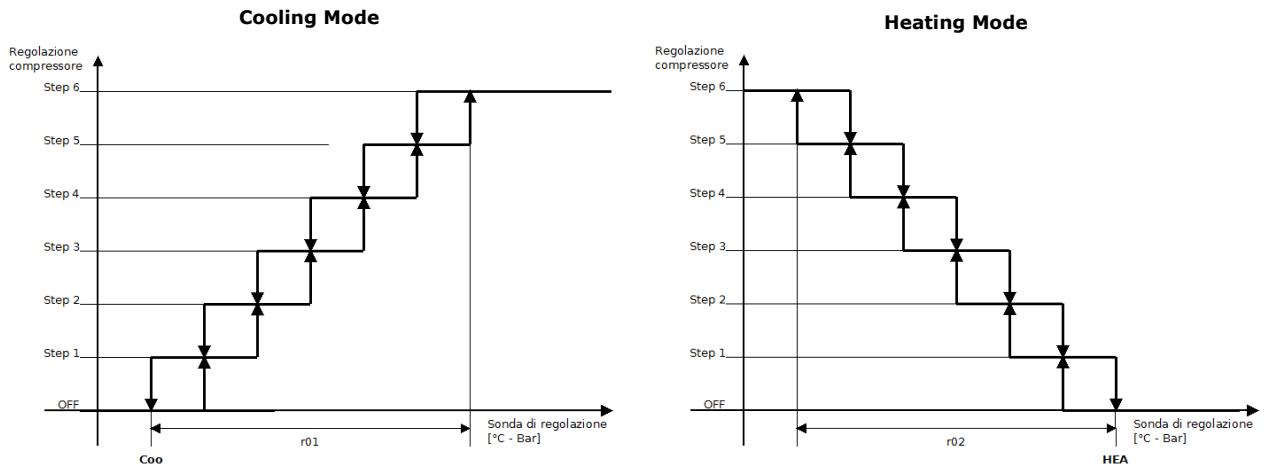 Cooling Mode
Regolazione
compressore
Step 6
Step 5
Step 4
Step 3
Step 2
Step 1
OFF
Sonda di regolazione
[°C - Bar]
r01
Coo
Heating Mode
Regolazione
compressore
Step 6
Step 5
Step 4
Step 3
Step 2
Step 1
OFF
Sonda di regolazione
[°C - Bar]
r02
HEA